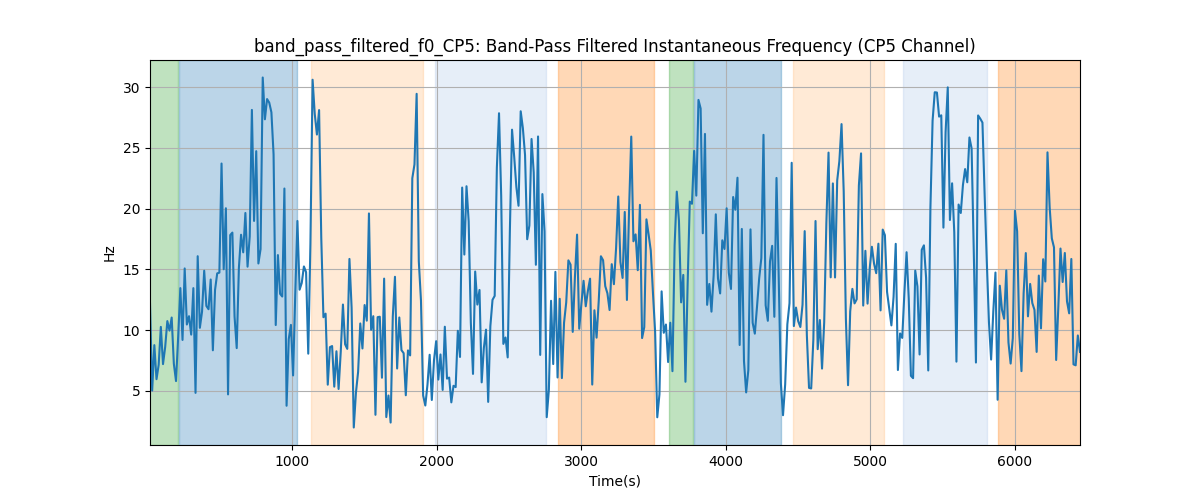 band_pass_filtered_f0_CP5: Band-Pass Filtered Instantaneous Frequency (CP5 Channel)
30
25
20
15
10
5
Hz
1000 2000 3000 4000 5000 6000
Time(s)